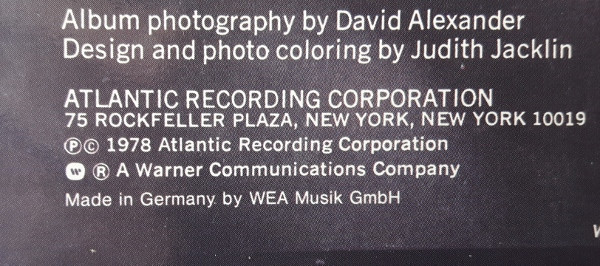 Album photography by David Alexander
Design and photo coloring by Judith Jacklin
ATLANTIC RECORDING CORPORATION
75 ROCKFELLER PLAZA, NEW YORK, NEW YORK 10019
℗© 1978 Atlantic Recording Corporation
® A Warner Communications Company
Made in Germany by WEA Musik GmbH